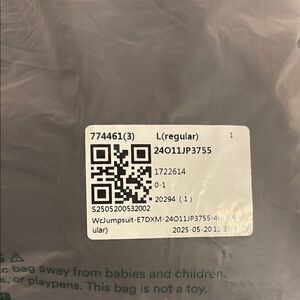 774461(3) L(regular) 1
24O11JP3755
1722614
0-1
20294 ( 1 )
S2505200532002
WcJumpsuit-E7DXM-24O11JP3755-
ular) 2025-05-20
bag away from babies and children.
or playpens. This bag is not a toy.